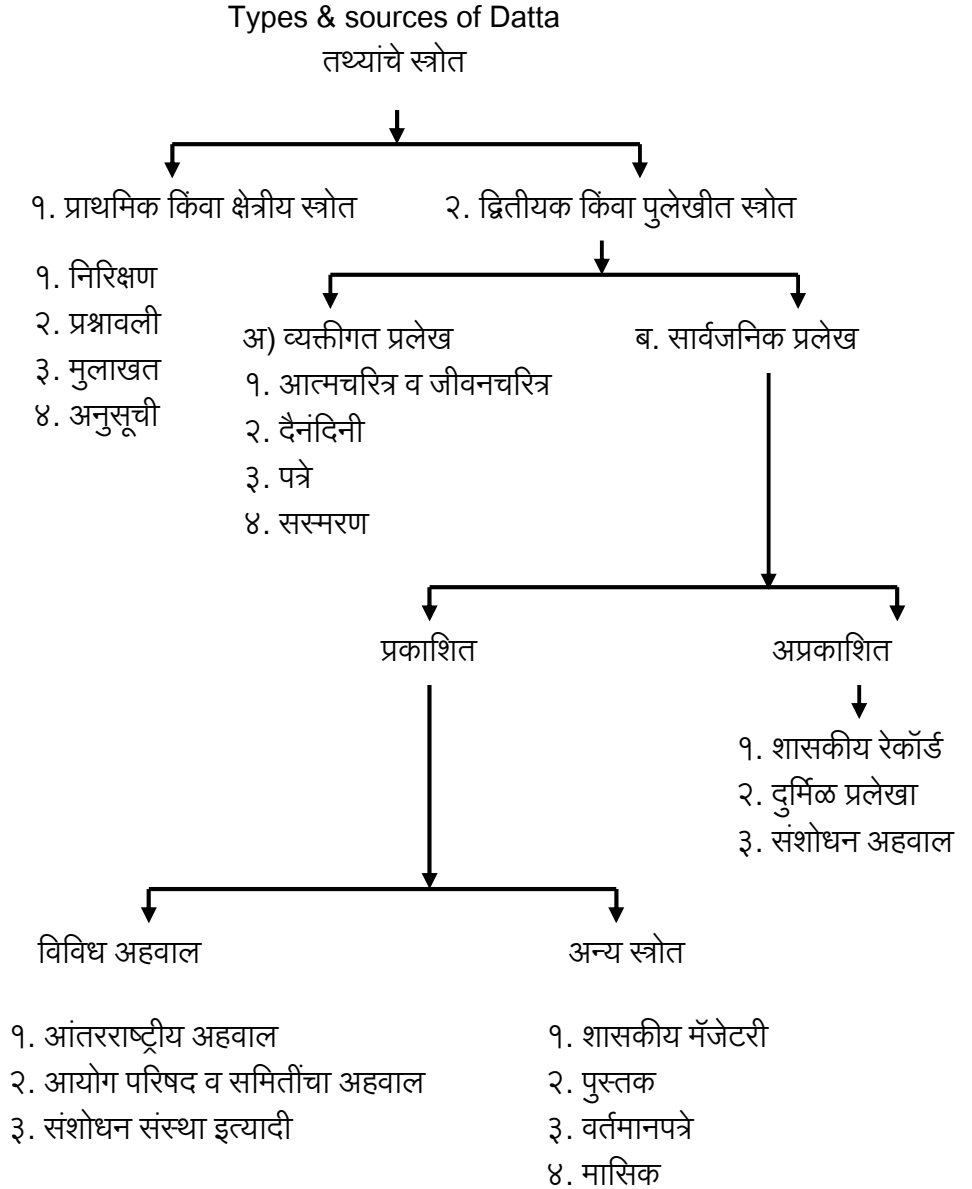 Types & sources of Datta
तथ्यांचे स्त्रोत
१. प्राथमिक किंवा क्षेत्रीय स्त्रोत
२. द्वितीयक किंवा पुलेखीत स्त्रोत
१. निरिक्षण
२. प्रश्नावली
३. मुलाखत
४. अनुसूची
अ) व्यक्तीगत प्रलेख
१. आत्मचरित्र व जीवनचरित्र
२. दैनंदिनी
३. पत्रे
४. सस्मरण
ब. सार्वजनिक प्रलेख
प्रकाशित
अप्रकाशित
१. शासकीय रेकॉर्ड
२. दुर्मिळ प्रलेखा
३. संशोधन अहवाल
विविध अहवाल
अन्य स्त्रोत
१. आंतरराष्ट्रीय अहवाल
२. आयोग परिषद व समितींचा अहवाल
३. संशोधन संस्था इत्यादी
१. शासकीय मॅजेटरी
२. पुस्तक
३. वर्तमानपत्रे
४. मासिक